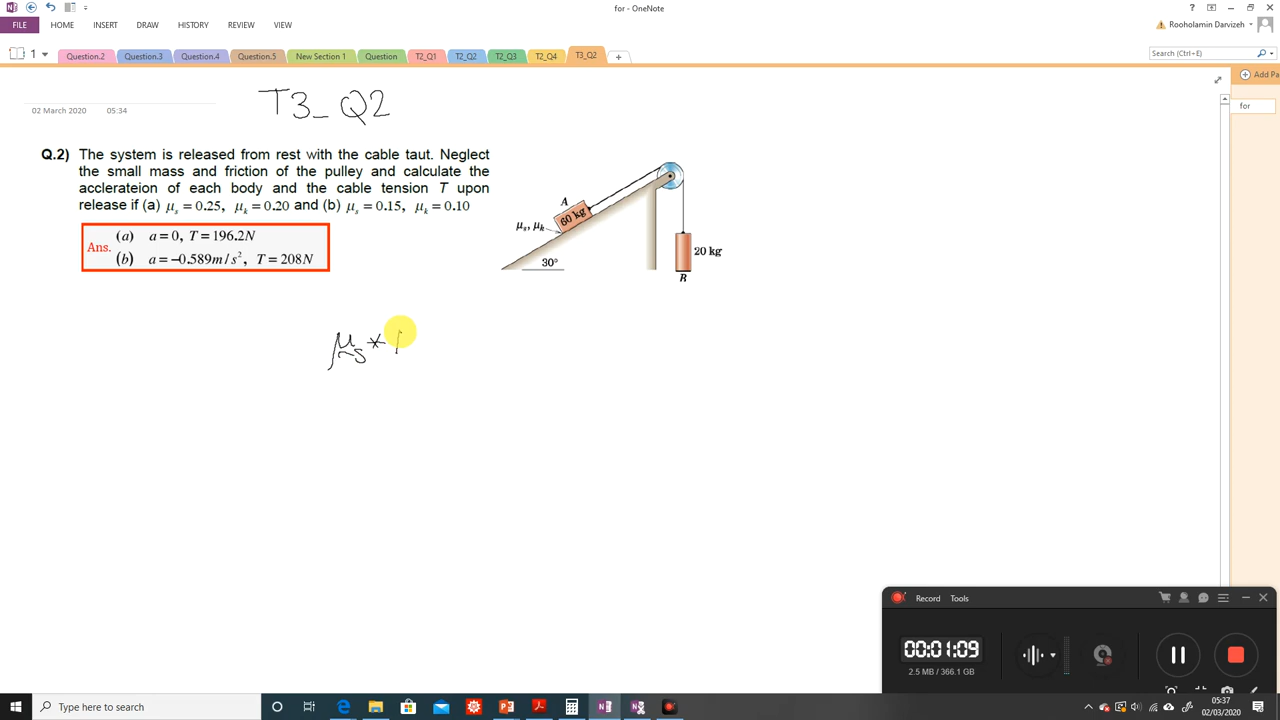 for - OneNote
FILE HOME INSERT DRAW HISTORY REVIEW VIEW
Rooholamin Darvizeh
1 Question.2 Question.3 Question.4 Question.5 New Section 1 Question T2_Q1 T2_Q2 T2_Q3 T2_Q4 T3_Q2 +
Search (Ctrl+E)
Add Pa
for
02 March 2020 05:34
T3_Q2
Q.2) The system is released from rest with the cable taut. Neglect
the small mass and friction of the pulley and calculate the
acclerateion of each body and the cable tension T upon
release if (a) μs = 0.25, μk = 0.20 and (b) μs = 0.15, μk = 0.10
Ans.
(a) a = 0, T = 196.2N
(b) a = −0.589m/s², T = 208N
A
60 kg
μs, μk
30°
20 kg
B
μs *
Record Tools
00:01:09
2.5 MB / 366.1 GB
Type here to search
05:37
02/03/2020